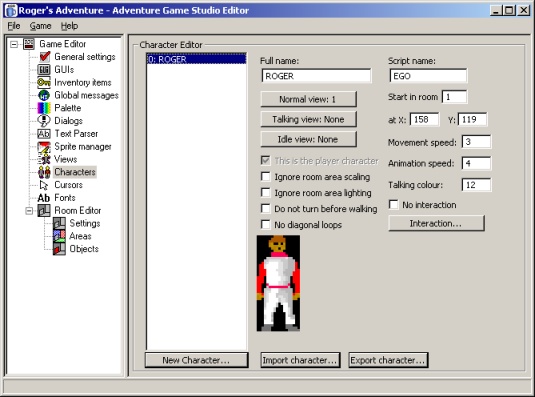 Roger's Adventure - Adventure Game Studio Editor
File Game Help
Game Editor
General settings
GUIs
Inventory items
Global messages
Palette
Dialogs
Text Parser
Sprite manager
Views
Characters
Cursors
Fonts
Room Editor
Settings
Areas
Objects
Character Editor
0: ROGER
New Character...
Full name:
ROGER
Normal view: 1
Talking view: None
Idle view: None
This is the player character
Ignore room area scaling
Ignore room area lighting
Do not turn before walking
No diagonal loops
Import character...
Export character...
Script name:
EGO
Start in room 1
at X: 158 Y: 119
Movement speed: 3
Animation speed: 4
Talking colour: 12
No interaction
Interaction...